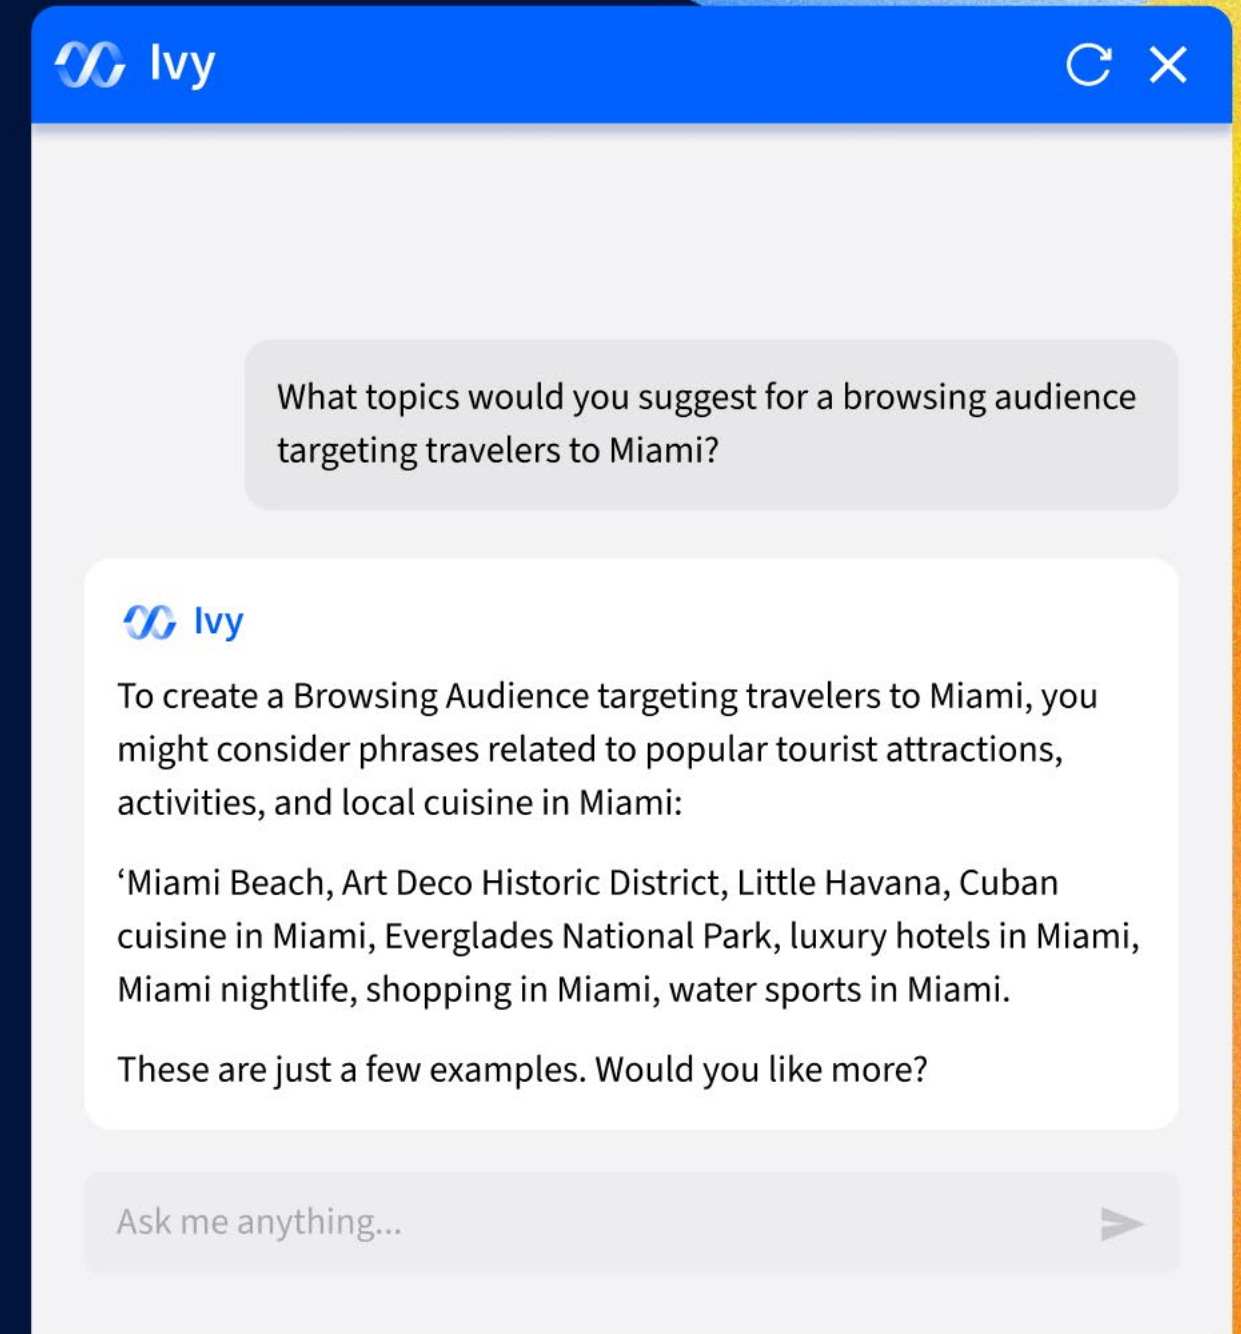 Ivy
What topics would you suggest for a browsing audience
targeting travelers to Miami?
Ivy
To create a Browsing Audience targeting travelers to Miami, you
might consider phrases related to popular tourist attractions,
activities, and local cuisine in Miami:
‘Miami Beach, Art Deco Historic District, Little Havana, Cuban
cuisine in Miami, Everglades National Park, luxury hotels in Miami,
Miami nightlife, shopping in Miami, water sports in Miami.
These are just a few examples. Would you like more?
Ask me anything...